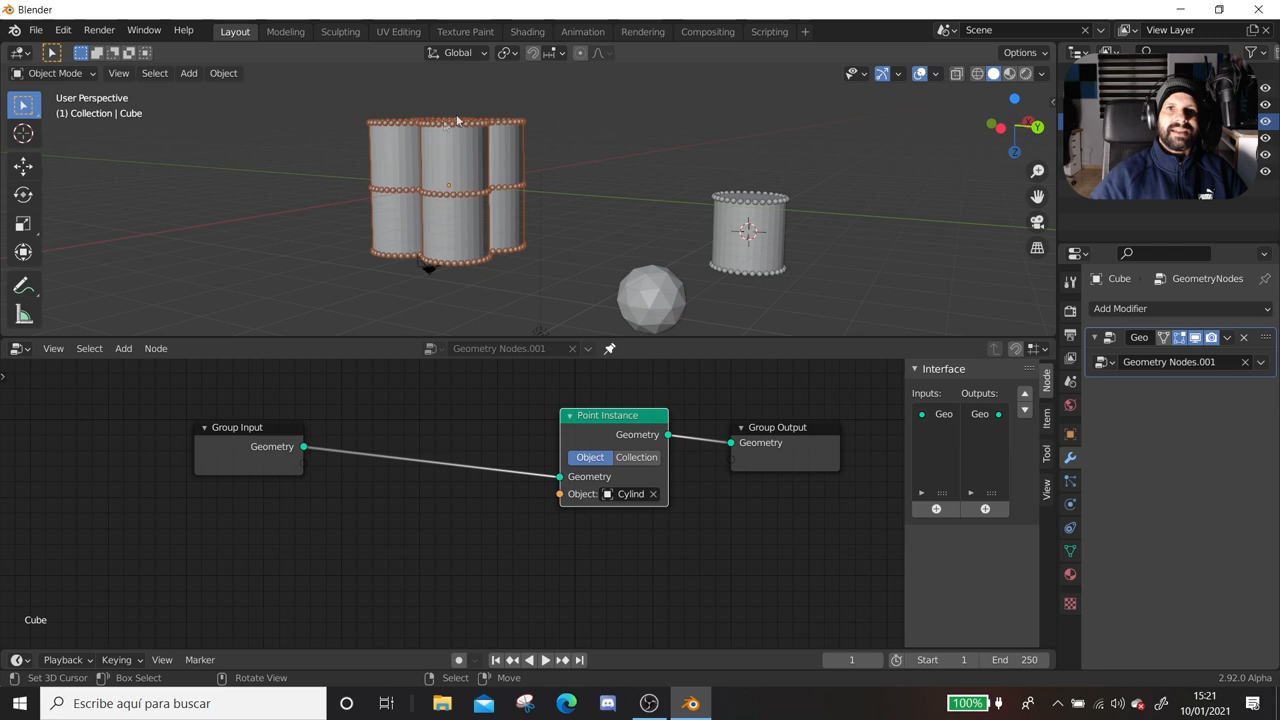 Blender
File Edit Render Window Help
Layout Modeling Sculpting UV Editing Texture Paint Shading Animation Rendering Compositing Scripting +
Scene
View Layer
Global
Options
Object Mode View Select Add Object
User Perspective
(1) Collection | Cube
X
Y
Z
Cube GeometryNodes
Add Modifier
Geo
Geometry Nodes.001
View Select Add Node
Geometry Nodes.001
Group Input
Geometry
Point Instance
Geometry
Object Collection
Geometry
Object: Cylind
Group Output
Geometry
Interface
Inputs: Outputs:
Geo Geo
Node
Item
Tool
View
Cube
Playback Keying View Marker
1
Start 1 End 250
Set 3D Cursor Box Select Rotate View Select Move
2.92.0 Alpha
Escribe aquí para buscar
100%
15:21
10/01/2021